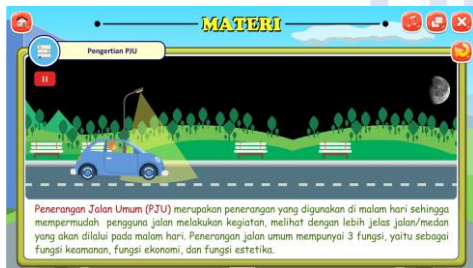 MATERI
Pengertian PJU
Penerangan Jalan Umum (PJU) merupakan penerangan yang digunakan di malam hari sehingga
mempermudah pengguna jalan melakukan kegiatan, melihat dengan lebih jelas jalan/medan
yang akan dilalui pada malam hari. Penerangan jalan umum mempunyai 3 fungsi, yaitu sebagai
fungsi keamanan, fungsi ekonomi, dan fungsi estetika.